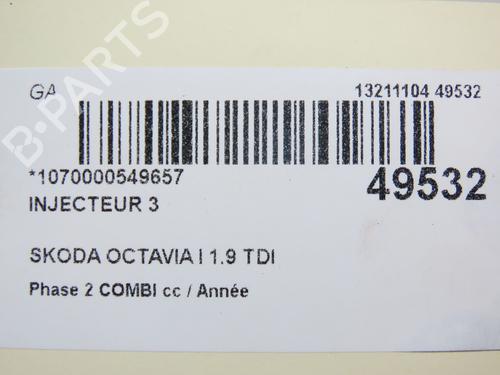 GA 13211104 49532
*1070000549657 49532
INJECTEUR 3
SKODA OCTAVIA I 1.9 TDI
Phase 2 COMBI cc / Année
B-PARTS